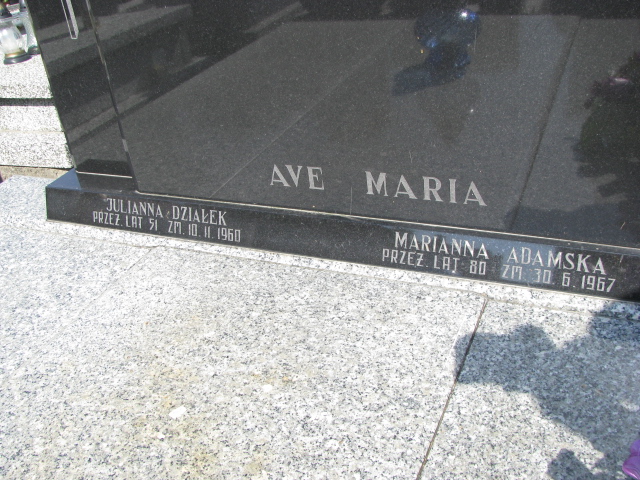 AVE MARIA
JULIANNA DZIAŁEK
PRZEŻ. LAT 51 ZM. 10. 11. 1960
MARIANNA ADAMSKA
PRZEŻ. LAT 80 ZM. 30. 6. 1967